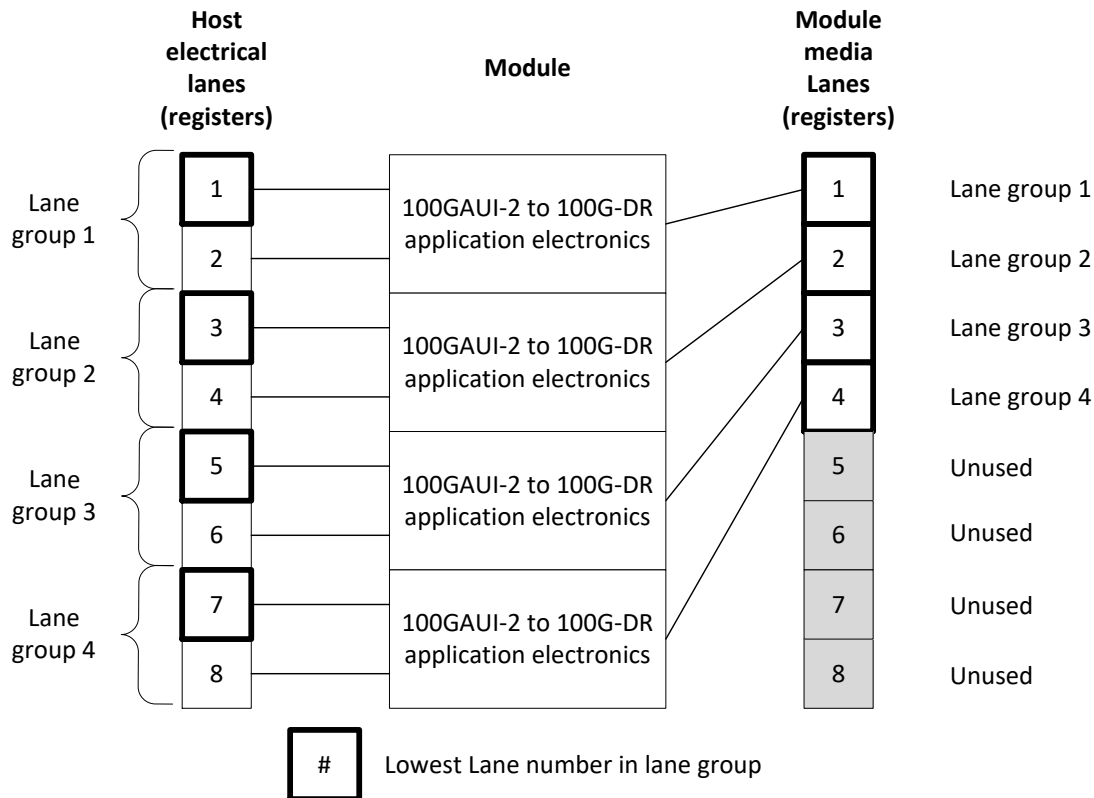 Host
electrical
lanes
(registers)
Module
Module
media
Lanes
(registers)
Lane
group 1
1
2
100GAUI-2 to 100G-DR
application electronics
1
Lane group 1
2
Lane group 2
Lane
group 2
3
4
100GAUI-2 to 100G-DR
application electronics
3
Lane group 3
4
Lane group 4
Lane
group 3
5
6
100GAUI-2 to 100G-DR
application electronics
5
Unused
6
Unused
Lane
group 4
7
8
100GAUI-2 to 100G-DR
application electronics
7
Unused
8
Unused
# Lowest Lane number in lane group